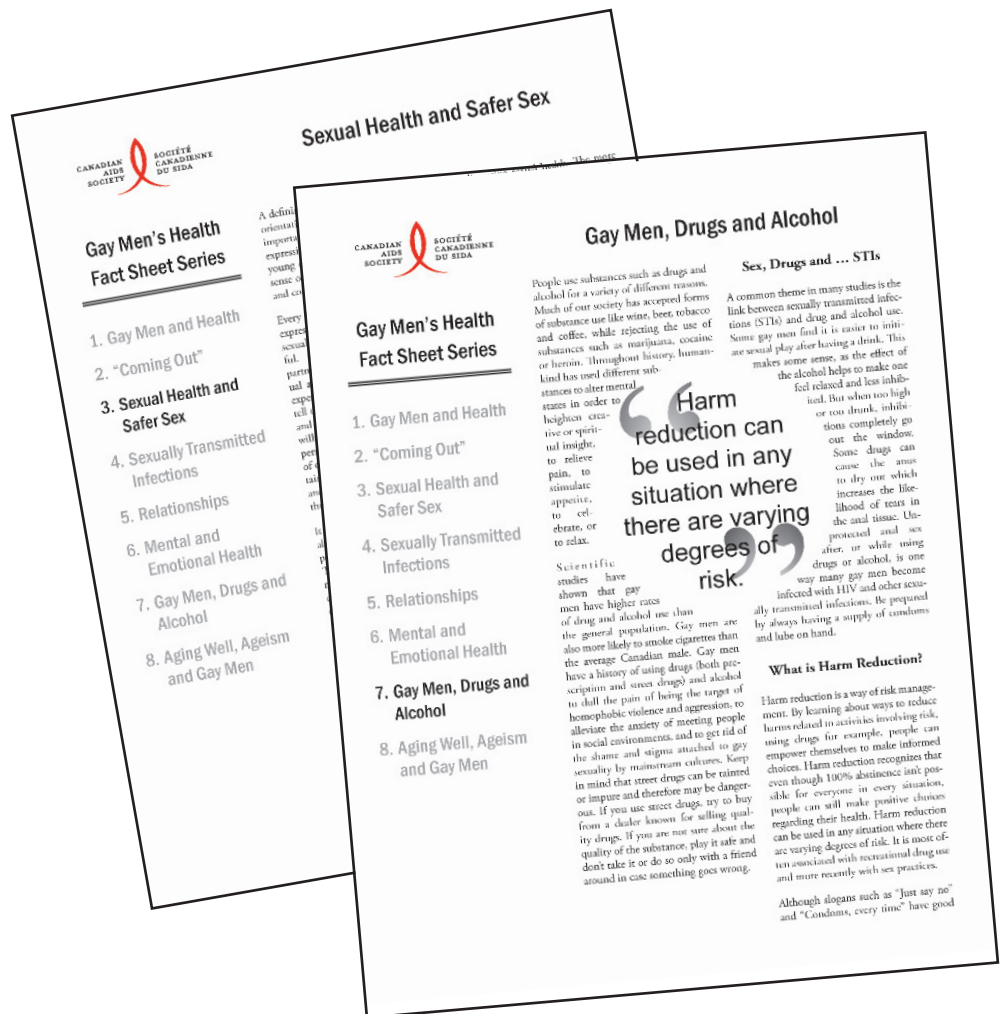 Sexual Health and Safer Sex
CANADIAN
AIDS
SOCIETY
SOCIÉTÉ
CANADIENNE
DU SIDA
Gay Men's Health
Fact Sheet Series
1. Gay Men and Health
2. “Coming Out”
3. Sexual Health and
Safer Sex
4. Sexually Transmitted
Infections
5. Relationships
6. Mental and
Emotional Health
7. Gay Men, Drugs and
Alcohol
8. Aging Well, Ageism
and Gay Men
health. The more
A
orientati
importa
expressi
young
sense o
and co
Every
expres
sexual
ful.
partn
ual a
expe
tell
and
will
per
of
CANADIAN
AIDS
SOCIETY
SOCIÉTÉ
CANADIENNE
DU SIDA
Gay Men's Health
Fact Sheet Series
1. Gay Men and Health
2. “Coming Out”
3. Sexual Health and
Safer Sex
4. Sexually Transmitted
Infections
5. Relationships
6. Mental and
Emotional Health
7. Gay Men, Drugs and
Alcohol
8. Aging Well, Ageism
and Gay Men
Gay Men, Drugs and Alcohol
People use substances such as drugs and
alcohol for a variety of different reasons.
Much of our society has accepted forms
of substance use like wine, beer, tobacco
and coffee, while rejecting the use of
substances such as marijuana, cocaine
or heroin. Throughout history, human-
kind has used different sub-
stances to alter mental
states in order to
heighten crea-
tive or spirit-
ual insight,
to relieve
pain, to
stimulate
appetite,
to cel-
ebrate, or
to relax.
Scientific
studies have
shown that gay
men have higher rates
of drug and alcohol use than
the general population. Gay men are
also more likely to smoke cigarettes than
the average Canadian male. Gay men
have a history of using drugs (both pre-
scription and street drugs) and alcohol
to dull the pain of being the target of
homophobic violence and aggression, to
alleviate the anxiety of meeting people
in social environments, and to get rid of
the shame and stigma attached to gay
sexuality by mainstream cultures. Keep
in mind that street drugs can be tainted
or impure and therefore may be danger-
ous. If you use street drugs, try to buy
from a dealer known for selling qual-
ity drugs. If you are not sure about the
quality of the substance, play it safe and
don't take it or do so only with a friend
around in case something goes wrong.
“ Harm
reduction can
be used in any
situation where
there are varying
degrees of
risk. ”
Sex, Drugs and … STIs
A common theme in many studies is the
link between sexually transmitted infec-
tions (STIs) and drug and alcohol use.
Some gay men find it is easier to initi-
ate sexual play after having a drink. This
makes some sense, as the effect of
the alcohol helps to make one
feel relaxed and less inhib-
ited. But when too high
or too drunk, inhibi-
tions completely go
out the window.
Some drugs can
cause the anus
to dry out which
increases the like-
lihood of tears in
the anal tissue. Un-
protected anal sex
after, or while using
drugs or alcohol, is one
way many gay men become
infected with HIV and other sexu-
ally transmitted infections. Be prepared
by always having a supply of condoms
and lube on hand.
What is Harm Reduction?
Harm reduction is a way of risk manage-
ment. By learning about ways to reduce
harms related to activities involving risk,
using drugs for example, people can
empower themselves to make informed
choices. Harm reduction recognizes that
even though 100% abstinence isn't pos-
sible for everyone in every situation,
people can still make positive choices
regarding their health. Harm reduction
can be used in any situation where there
are varying degrees of risk. It is most of-
ten associated with recreational drug use
and more recently with sex practices.
Although slogans such as “Just say no”
and “Condoms, every time” have good